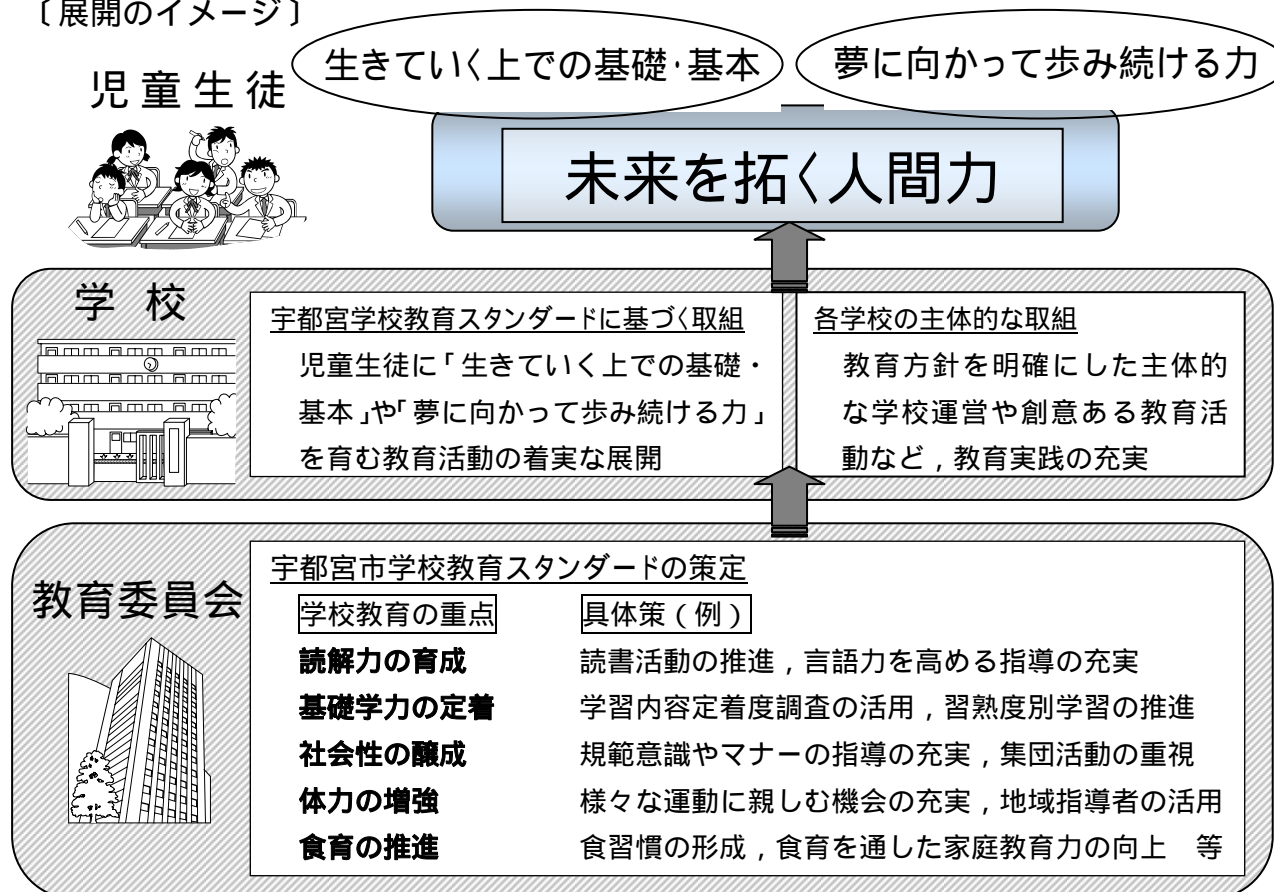 〔展開のイメージ〕
生きていく上での基礎・基本
夢に向かって歩み続ける力
児童生徒
未来を拓く人間力
学 校
宇都宮学校教育スタンダードに基づく取組
児童生徒に「生きていく上での基礎・
基本」や「夢に向かって歩み続ける力」
を育む教育活動の着実な展開
各学校の主体的な取組
教育方針を明確にした主体的
な学校運営や創意ある教育活
動など，教育実践の充実
教育委員会
宇都宮市学校教育スタンダードの策定
学校教育の重点 具体策（例）
読解力の育成 読書活動の推進，言語力を高める指導の充実
基礎学力の定着 学習内容定着度調査の活用，習熟度別学習の推進
社会性の醸成 規範意識やマナーの指導の充実，集団活動の重視
体力の増強 様々な運動に親しむ機会の充実，地域指導者の活用
食育の推進 食習慣の形成，食育を通した家庭教育力の向上　等